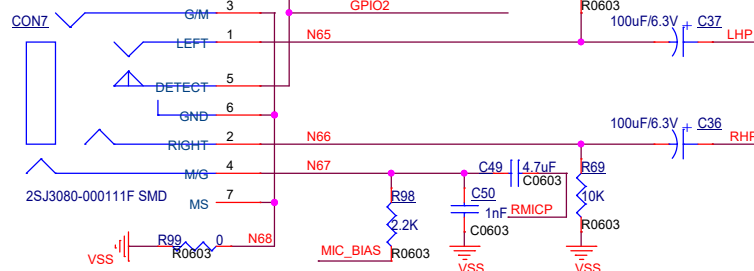 3 GPIO2 R0603
CON7 G/M 100uF/6.3V + C37
1 N65 LHP
LEFT
5
DETECT
6
GND 100uF/6.3V + C36
2 N66 RHP
RIGHT
4 N67 C49 4.7uF R69
M/G C0603
2SJ3080-000111F SMD R98 C50 10K
7 1nF RMICP
MS 2.2K C0603 R0603
R99 0 N68
R0603 MIC_BIAS R0603
VSS VSS VSS